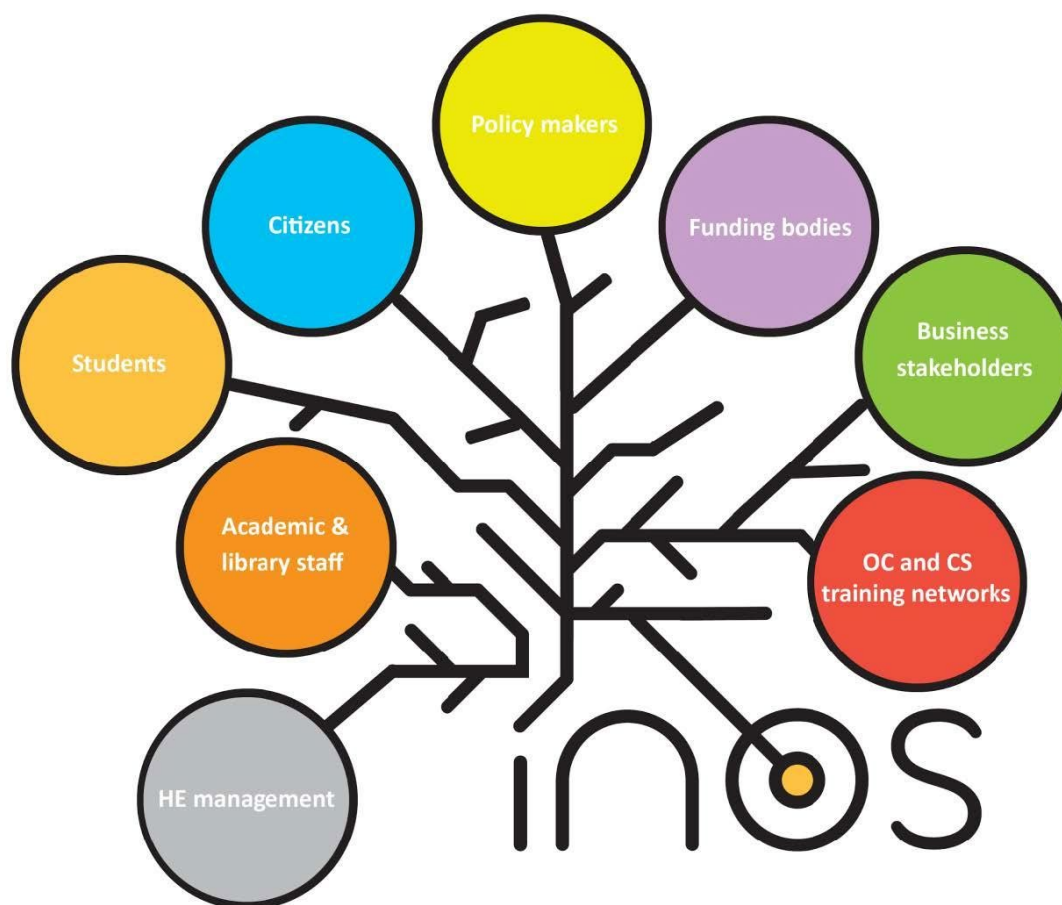 Policy makers
Citizens
Funding bodies
Students
Business
stakeholders
Academic &
library staff
OC and CS
training networks
HE management
inos